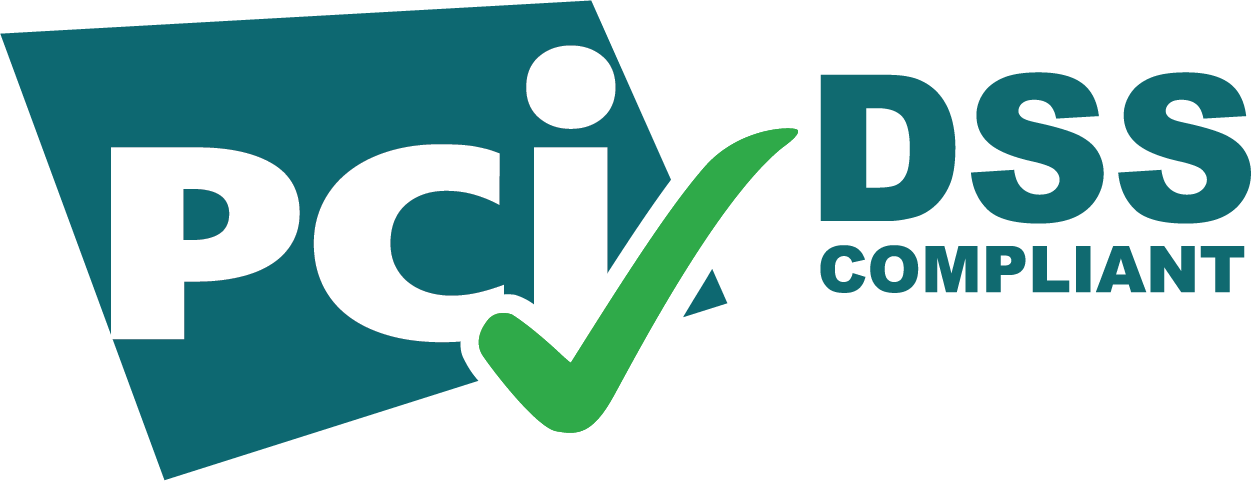 PCi
DSS
COMPLIANT